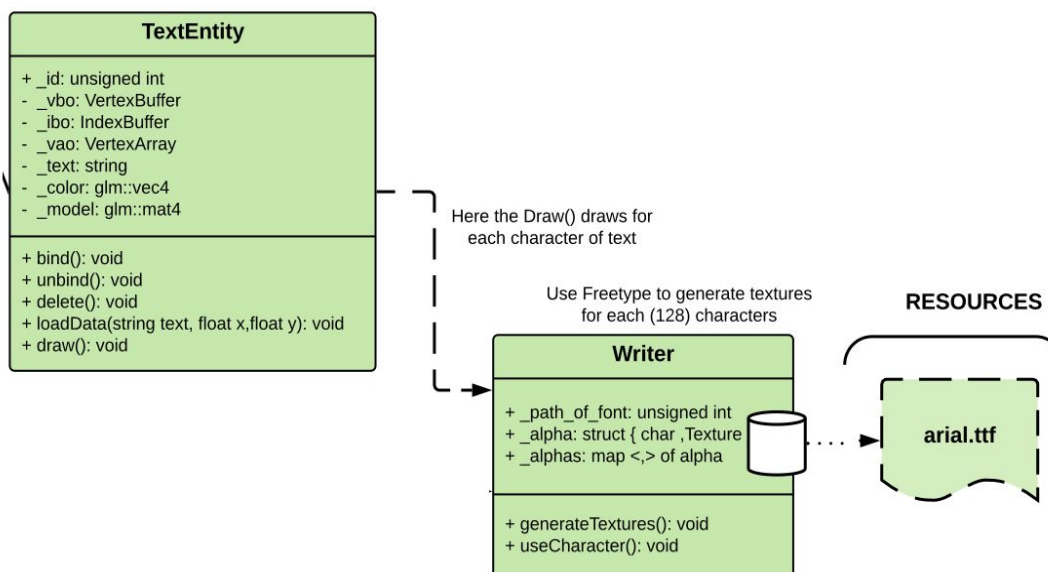 TextEntity
+ _id: unsigned int
- _vbo: VertexBuffer
- _ibo: IndexBuffer
- _vao: VertexArray
- _text: string
- _color: glm::vec4
- _model: glm::mat4
+ bind(): void
+ unbind(): void
+ delete(): void
+ loadData(string text, float x,float y): void
+ draw(): void
Here the Draw() draws for
each character of text
Use Freetype to generate textures
for each (128) characters
Writer
+ _path_of_font: unsigned int
+ _alpha: struct { char ,Texture
+ _alphas: map <,> of alpha
+ generateTextures(): void
+ useCharacter(): void
RESOURCES
arial.ttf